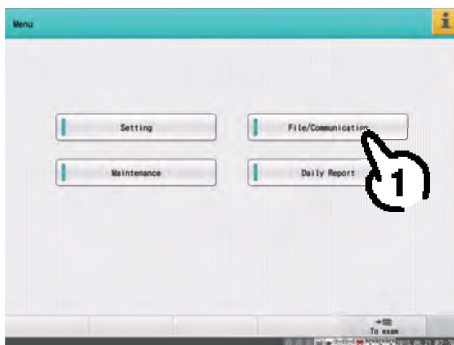 Menu
i
Setting
File/Communication
Maintenance
Daily Report
1
To exam